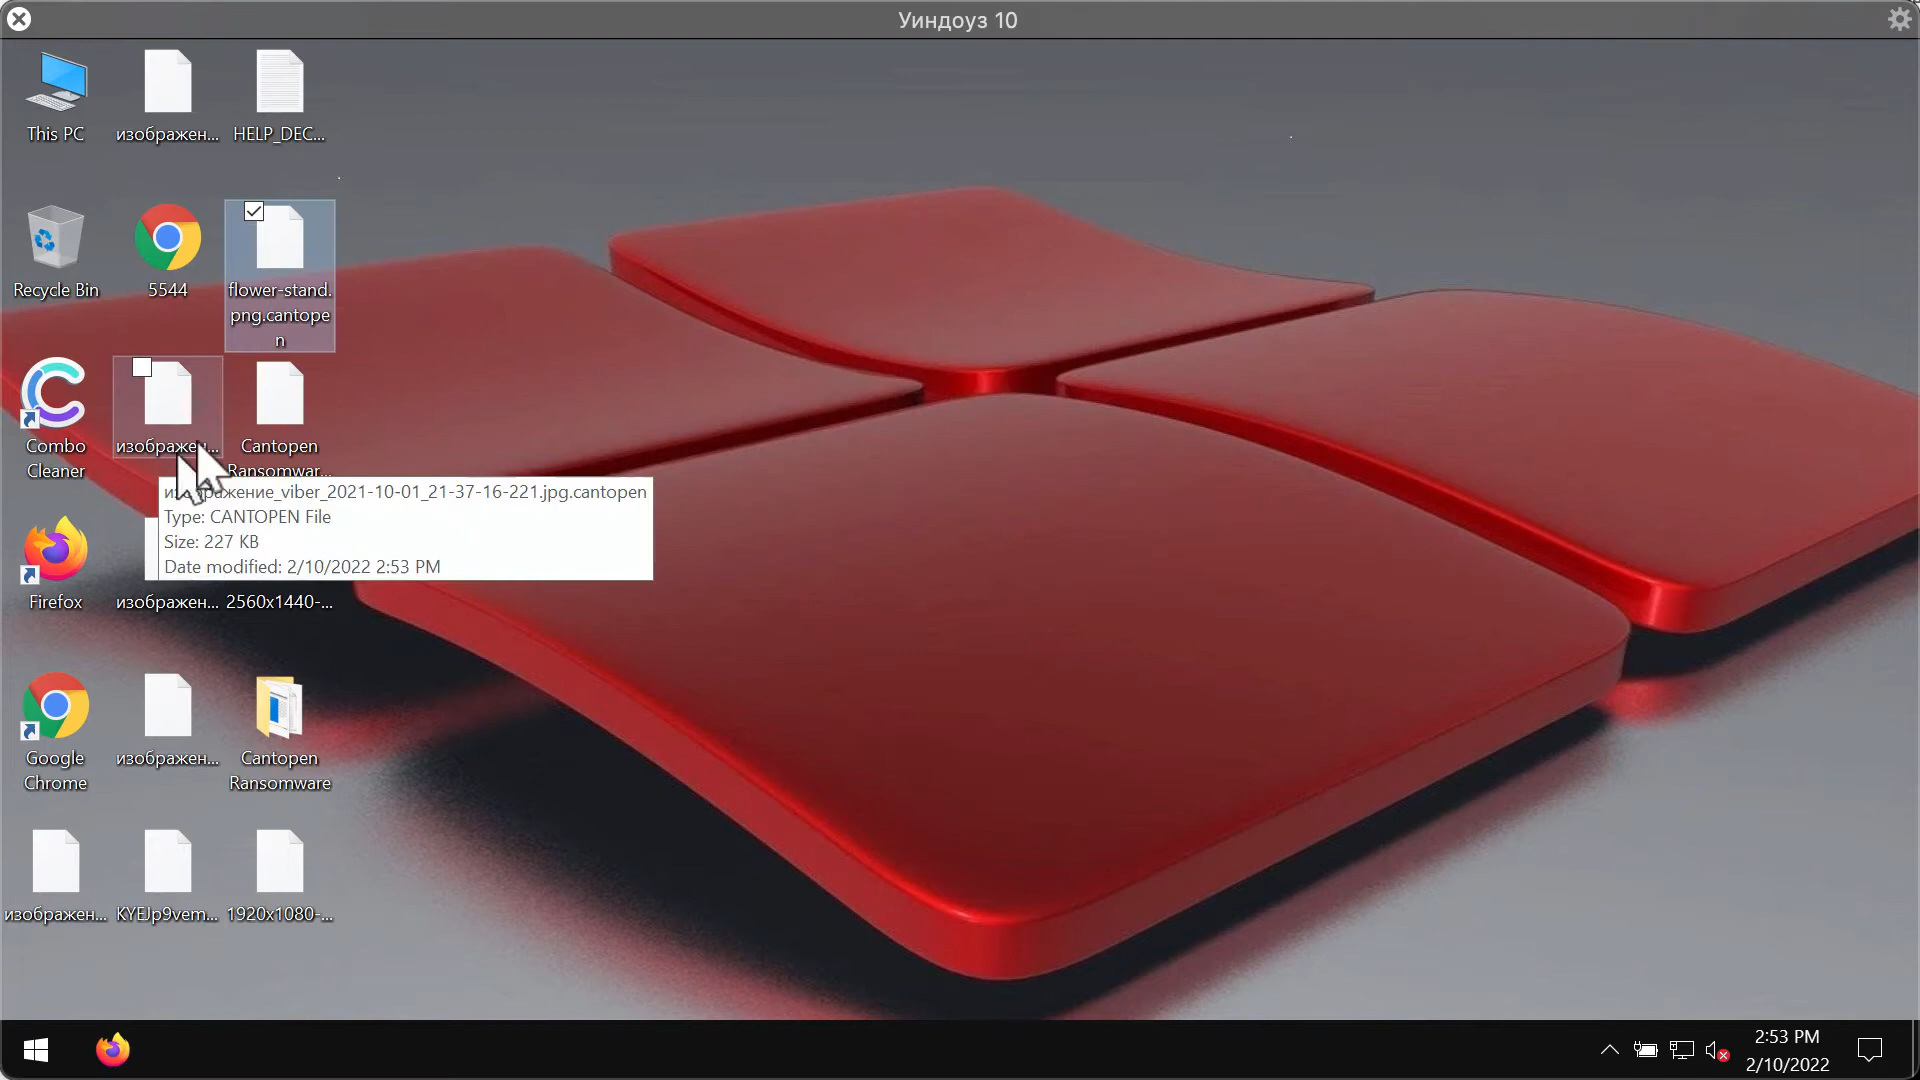 Уиндоуз 10
This PC
изображен...
HELP_DEC...
Recycle Bin
5544
flower-stand.
png.cantope
n
Combo
Cleaner
изображен...
Cantopen
Ransomwar...
изображение_viber_2021-10-01_21-37-16-221.jpg.cantopen
Type: CANTOPEN File
Size: 227 KB
Date modified: 2/10/2022 2:53 PM
Firefox
изображен...
2560x1440-...
Google
Chrome
изображен...
Cantopen
Ransomware
изображен...
KYEJp9vem...
1920x1080-...
2:53 PM
2/10/2022